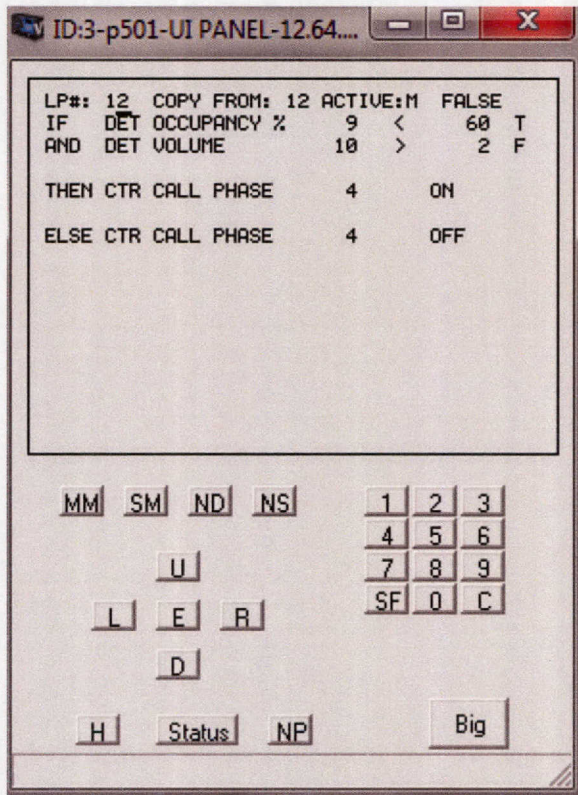 ID:3-p501-UI PANEL-12.64....
LP#: 12 COPY FROM: 12 ACTIVE:M FALSE
IF DET OCCUPANCY % 9 < 60 T
AND DET VOLUME 10 > 2 F
THEN CTR CALL PHASE 4 ON
ELSE CTR CALL PHASE 4 OFF
MM SM ND NS 1 2 3
4 5 6
U 7 8 9
L E R SF 0 C
D
H Status NP Big